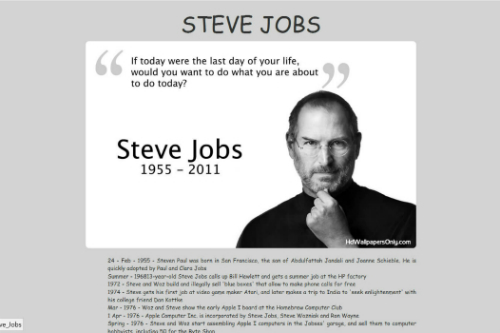 STEVE JOBS
If today were the last day of your life,
would you want to do what you are about
to do today?
Steve Jobs
1955 - 2011
HdWallpapersOnly.com
24 - Feb - 1955 - Steven Paul was born in San Francisco, the son of Abdulfattah Jandali and Joanne Schieble. He is
quickly adopted by Paul and Clara Jobs
Summer - 196813-year-old Steve Jobs calls up Bill Hewlett and gets a summer job at the HP factory
1972 - Steve and Woz build and illegally sell 'blue boxes' that allow to make phone calls for free
1974 - Steve gets his first job at video game maker Atari, and later makes a trip to India to 'seek enlightenment' with
his college friend Dan Kottke
Mar - 1976 - Woz and Steve show the early Apple I board at the Homebrew Computer Club
1 Apr - 1976 - Apple Computer Inc. is incorporated by Steve Jobs, Steve Wozniak and Ron Wayne
Spring - 1976 - Steve and Woz start assembling Apple I computers in the Jobses' garage, and sell them to computer
hobbyists, including 50 for the Byte Shop
ve_Jobs